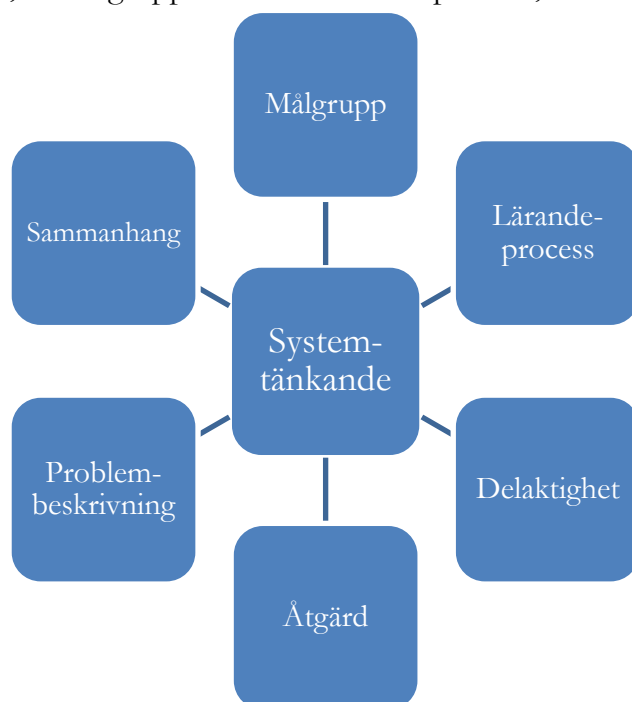 Målgrupp
Sammanhang
Lärande-
process
System-
tänkande
Problem-
beskrivning
Delaktighet
Åtgärd